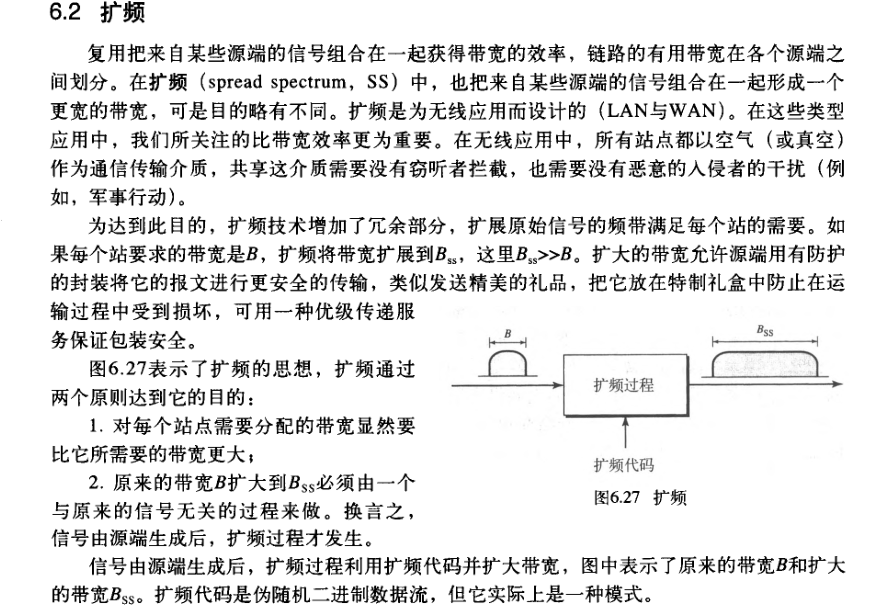 6.2 扩频
复用把来自某些源端的信号组合在一起获得带宽的效率，链路的有用带宽在各个源端之
间划分。在扩频（spread spectrum，SS）中，也把来自某些源端的信号组合在一起形成一个
更宽的带宽，可是目的略有不同。扩频是为无线应用而设计的（LAN与WAN）。在这些类型
应用中，我们所关注的比带宽效率更为重要。在无线应用中，所有站点都以空气（或真空）
作为通信传输介质，共享这介质需要没有窃听者拦截，也需要没有恶意的入侵者的干扰（例
如，军事行动）。
为达到此目的，扩频技术增加了冗余部分，扩展原始信号的频带满足每个站的需要。如
果每个站要求的带宽是B，扩频将带宽扩展到Bss，这里Bss>>B。扩大的带宽允许源端用有防护
的封装将它的报文进行更安全的传输，类似发送精美的礼品，把它放在特制礼盒中防止在运
输过程中受到损坏，可用一种优级传递服
务保证包装安全。
图6.27表示了扩频的思想，扩频通过
两个原则达到它的目的：
1. 对每个站点需要分配的带宽显然要
比它所需要的带宽更大；
2. 原来的带宽B扩大到Bss必须由一个
与原来的信号无关的过程来做。换言之，
信号由源端生成后，扩频过程才发生。
B
Bss
扩频过程
扩频代码
图6.27 扩频
信号由源端生成后，扩频过程利用扩频代码并扩大带宽，图中表示了原来的带宽B和扩大
的带宽Bss。扩频代码是伪随机二进制数据流，但它实际上是一种模式。